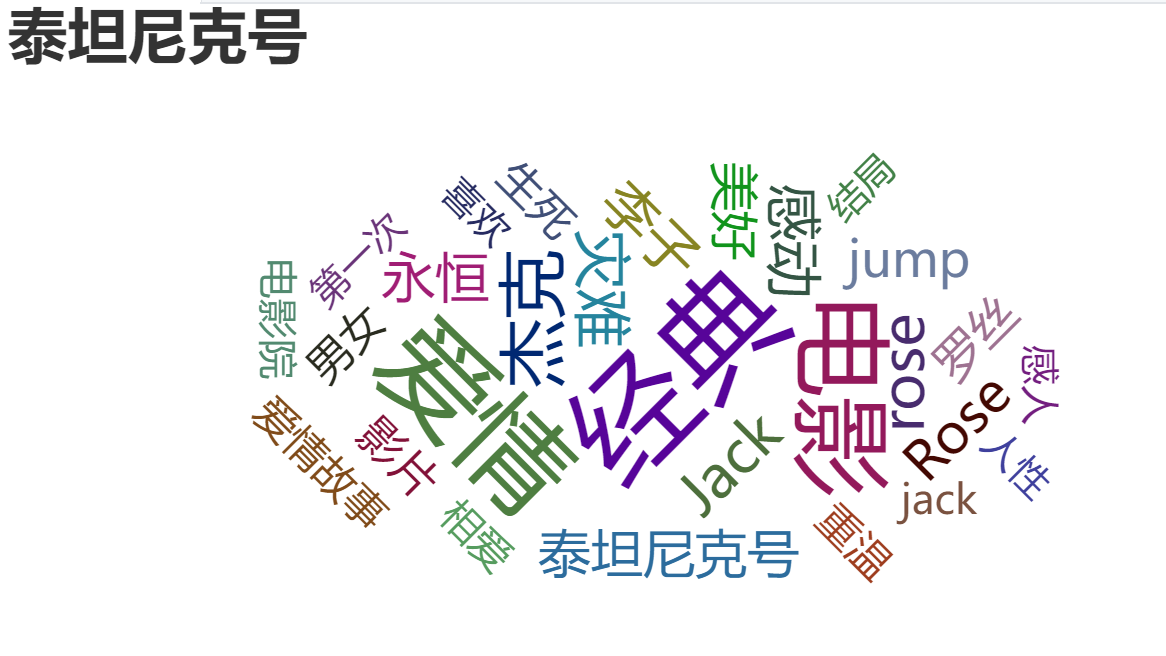 泰坦尼克号
结局
生死
喜欢
李子
美好
感动
第一次
永恒
杰克
灾难
jump
电影院
男女
爱情
经典
电影
rose
罗丝
感人
爱情故事
影片
Jack
Rose
人性
jack
相爱
泰坦尼克号
重温